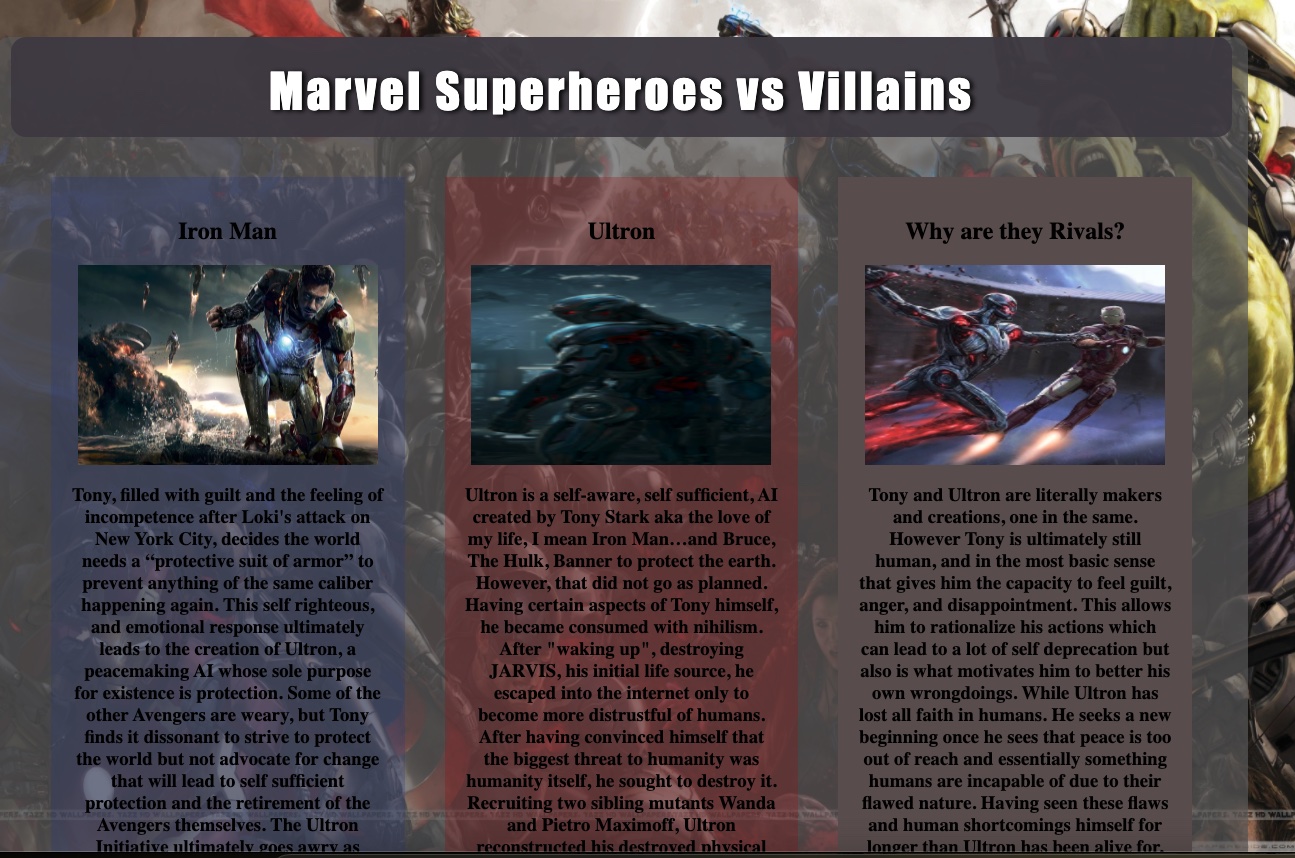 Marvel Superheroes vs Villains
Iron Man
Tony, filled with guilt and the feeling of
incompetence after Loki's attack on
New York City, decides the world
needs a “protective suit of armor” to
prevent anything of the same caliber
happening again. This self righteous,
and emotional response ultimately
leads to the creation of Ultron, a
peacemaking AI whose sole purpose
for existence is protection. Some of the
other Avengers are weary, but Tony
finds it dissonant to strive to protect
the world but not advocate for change
that will lead to self sufficient
protection and the retirement of the
Avengers themselves. The Ultron
Initiative ultimately goes awry as
Ultron
Ultron is a self-aware, self sufficient, AI
created by Tony Stark aka the love of
my life, I mean Iron Man…and Bruce,
The Hulk, Banner to protect the earth.
However, that did not go as planned.
Having certain aspects of Tony himself,
he became consumed with nihilism.
After "waking up", destroying
JARVIS, his initial life source, he
escaped into the internet only to
become more distrustful of humans.
After having convinced himself that
the biggest threat to humanity was
humanity itself, he sought to destroy it.
Recruiting two sibling mutants Wanda
and Pietro Maximoff, Ultron
reconstructed his destroyed physical
Why are they Rivals?
Tony and Ultron are literally makers
and creations, one in the same.
However Tony is ultimately still
human, and in the most basic sense
that gives him the capacity to feel guilt,
anger, and disappointment. This allows
him to rationalize his actions which
can lead to a lot of self deprecation but
also is what motivates him to better his
own wrongdoings. While Ultron has
lost all faith in humans. He seeks a new
beginning once he sees that peace is too
out of reach and essentially something
humans are incapable of due to their
flawed nature. Having seen these flaws
and human shortcomings himself for
longer than Ultron has been alive for,